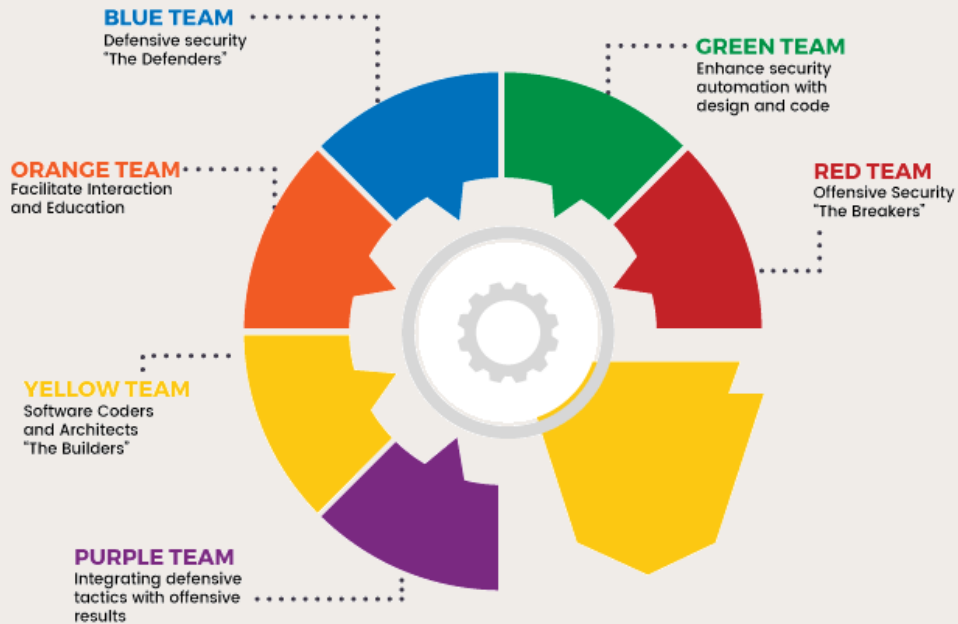 BLUE TEAM
Defensive security
"The Defenders"
GREEN TEAM
Enhance security
automation with
design and code
ORANGE TEAM
Facilitate Interaction
and Education
RED TEAM
Offensive Security
"The Breakers"
YELLOW TEAM
Software Coders
and Architects
"The Builders"
PURPLE TEAM
Integrating defensive
tactics with offensive
results